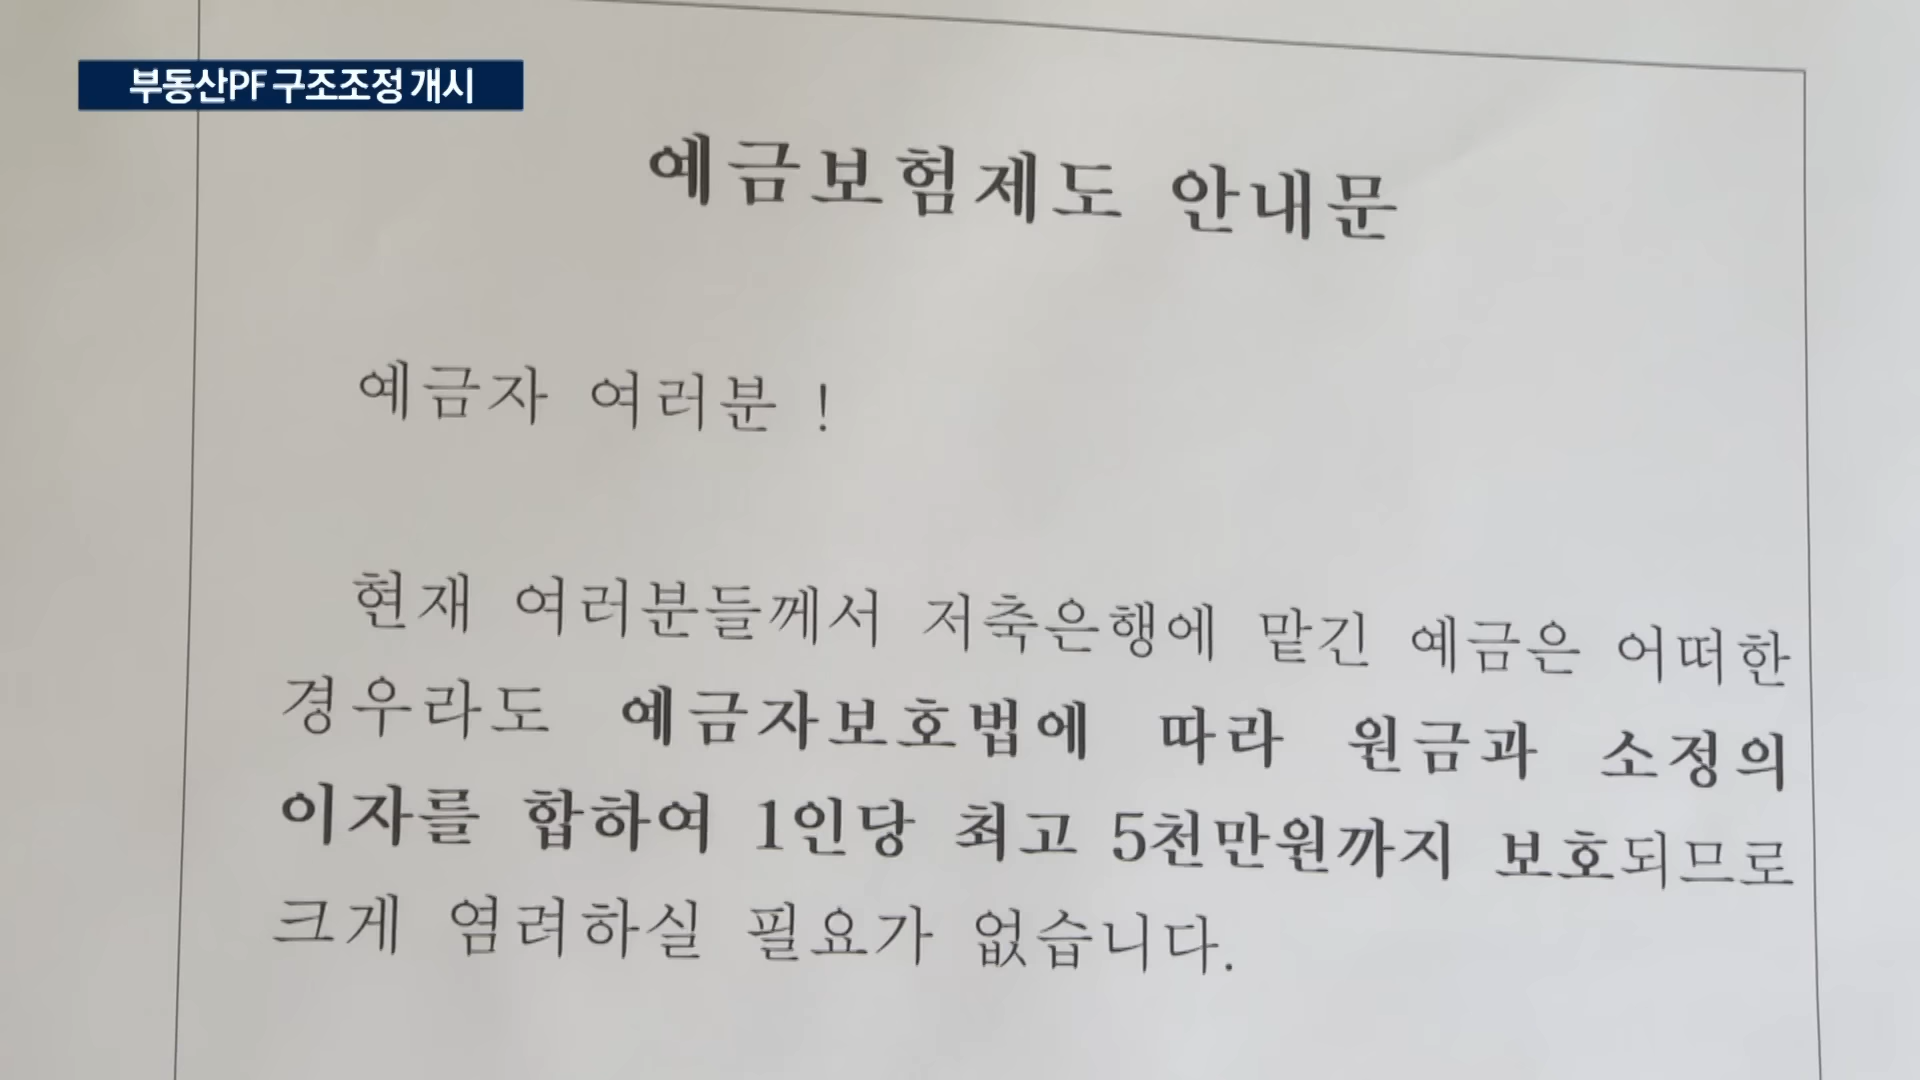 부동산PF 구조조정 개시
예금보험제도 안내문
예금자 여러분 !
현재 여러분들께서 저축은행에 맡긴 예금은 어떠한
경우라도 예금자보호법에 따라 원금과 소정의
이자를 합하여 1인당 최고 5천만원까지 보호되므로
크게 염려하실 필요가 없습니다.